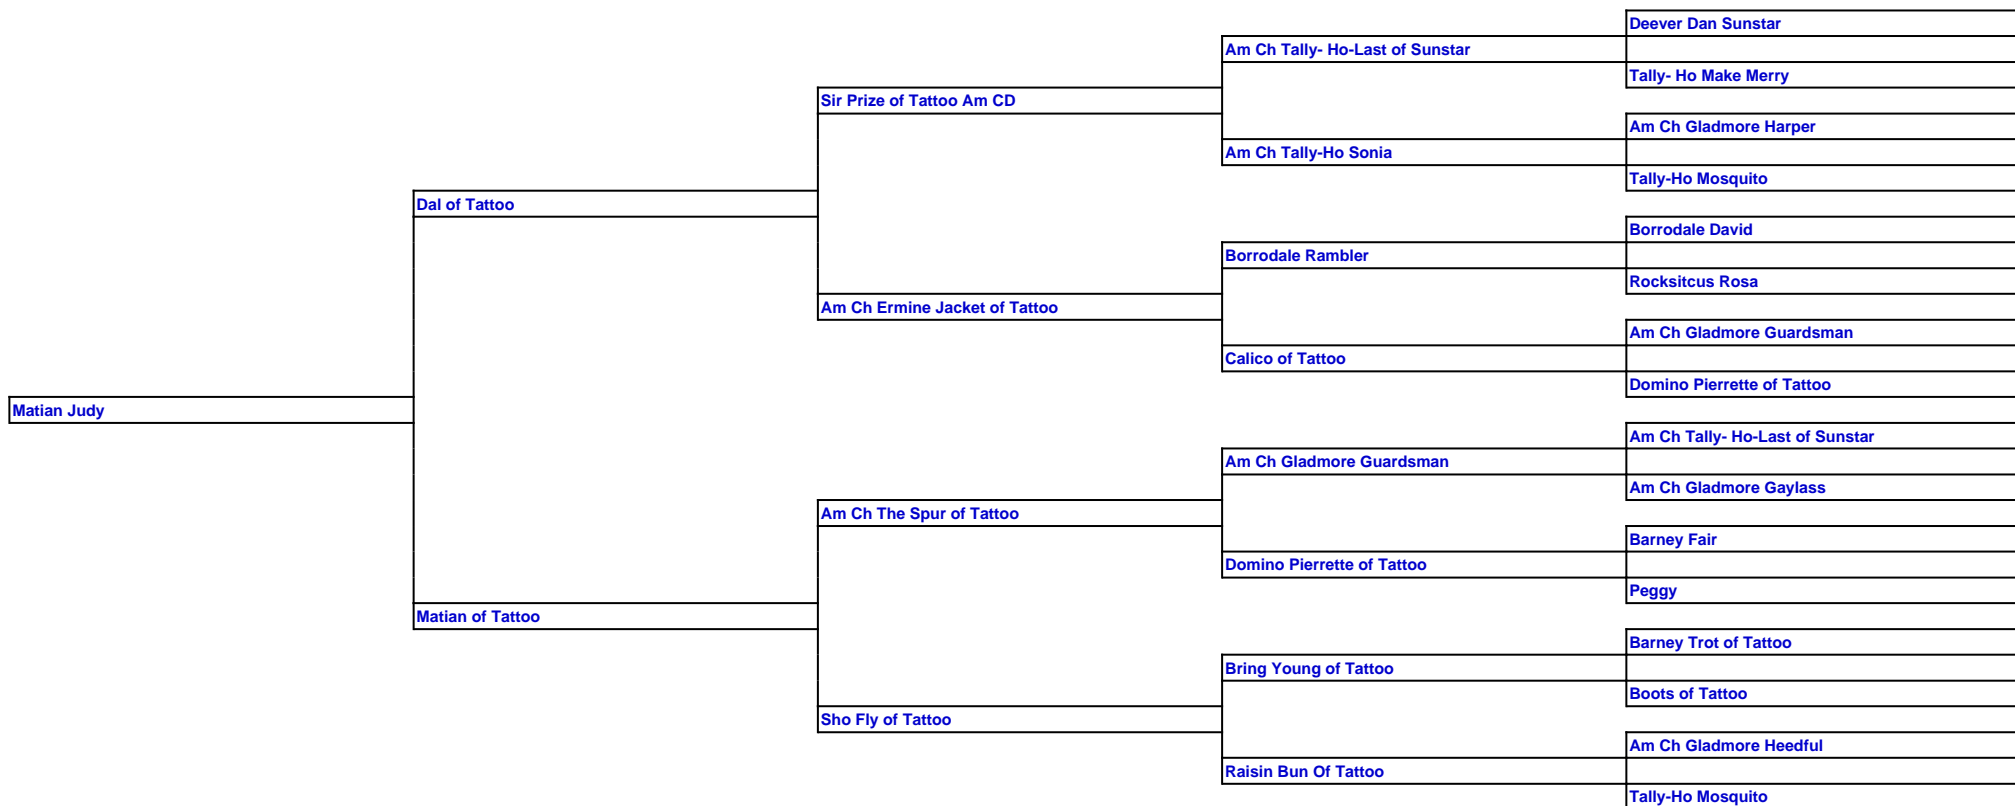 Deever Dan Sunstar
Am Ch Tally- Ho-Last of Sunstar
Tally- Ho Make Merry
Sir Prize of Tattoo Am CD
Am Ch Gladmore Harper
Am Ch Tally-Ho Sonia
Tally-Ho Mosquito
Dal of Tattoo
Borrodale David
Borrodale Rambler
Rocksitcus Rosa
Am Ch Ermine Jacket of Tattoo
Am Ch Gladmore Guardsman
Calico of Tattoo
Domino Pierrette of Tattoo
Matian Judy
Am Ch Tally- Ho-Last of Sunstar
Am Ch Gladmore Guardsman
Am Ch Gladmore Gaylass
Am Ch The Spur of Tattoo
Barney Fair
Domino Pierrette of Tattoo
Peggy
Matian of Tattoo
Barney Trot of Tattoo
Bring Young of Tattoo
Boots of Tattoo
Sho Fly of Tattoo
Am Ch Gladmore Heedful
Raisin Bun Of Tattoo
Tally-Ho Mosquito